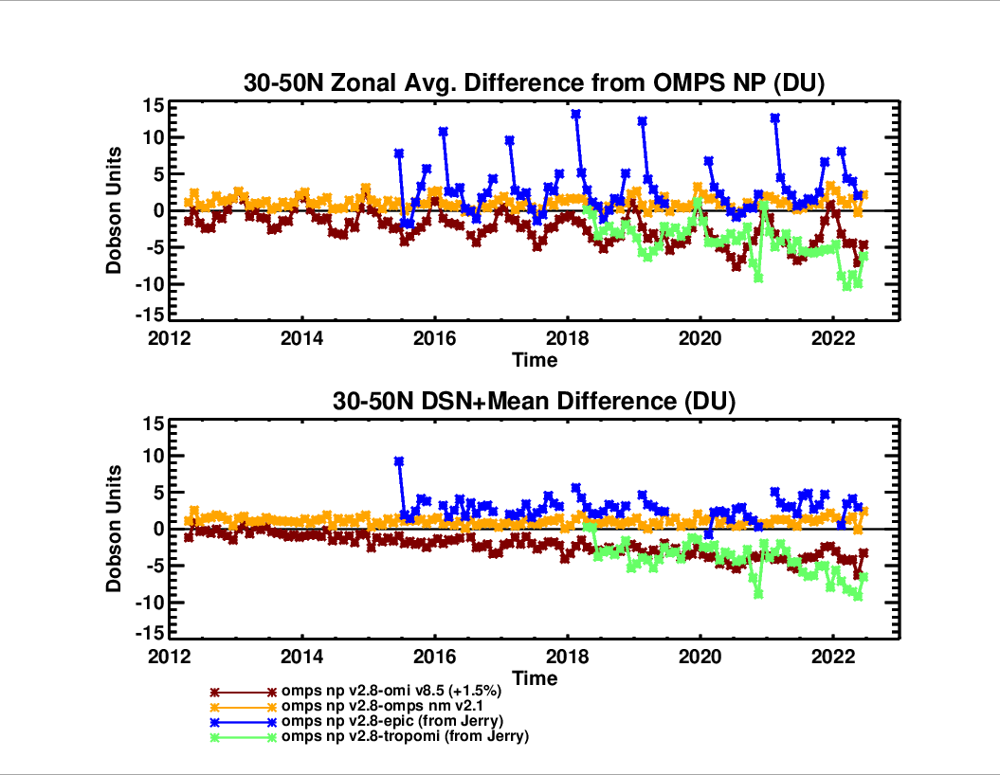 30-50N Zonal Avg. Difference from OMPS NP (DU)
15
10
5
0
-5
-10
-15
Dobson Units
2012 2014 2016 2018 2020 2022
Time
30-50N DSN+Mean Difference (DU)
15
10
5
0
-5
-10
-15
Dobson Units
2012 2014 2016 2018 2020 2022
Time
omps np v2.8-omi v8.5 (+1.5%)
omps np v2.8-omps nm v2.1
omps np v2.8-epic (from Jerry)
omps np v2.8-tropomi (from Jerry)